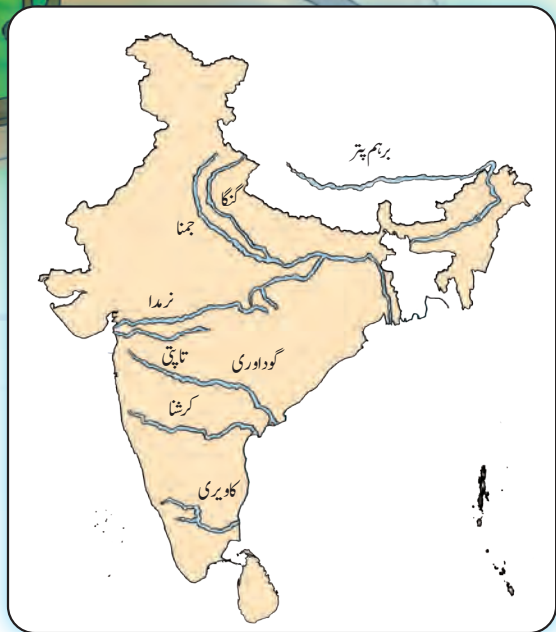 برہم پتر
گنگا
جمنا
نرمدا
تاپتی
گوداوری
کرشنا
کاویری